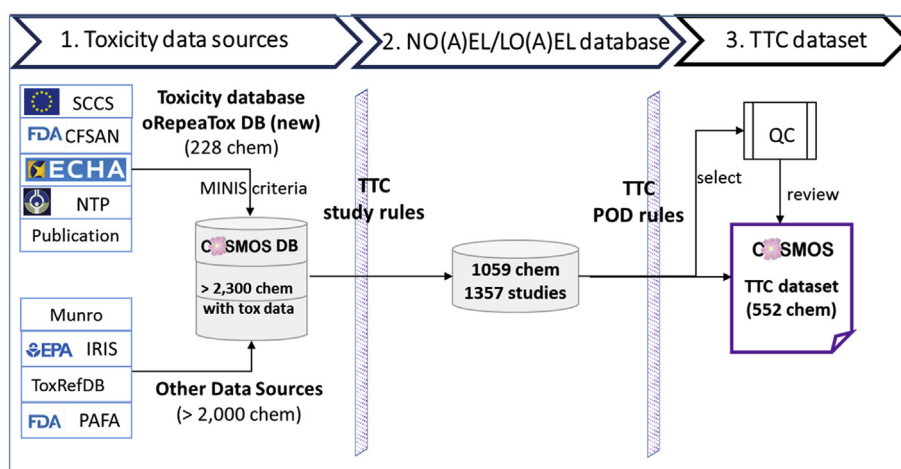 1. Toxicity data sources
2. NO(A)EL/LO(A)EL database
3. TTC dataset
SCCS
FDA CFSAN
ECHA
NTP
Publication
Toxicity database
oRepeaTox DB (new)
(228 chem)
MINIS criteria
COSMOS DB
> 2,300 chem
with tox data
Munro
EPA IRIS
ToxRefDB
FDA PAFA
Other Data Sources
(> 2,000 chem)
TTC
study rules
1059 chem
1357 studies
TTC
POD rules
select
QC
review
COSMOS
TTC dataset
(552 chem)